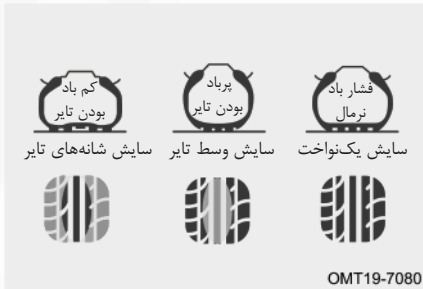 فشار باد
نرمال
پرباد
بودن تایر
کم باد
بودن تایر
سایش یک‌نواخت
سایش وسط تایر
سایش شانه‌های تایر
OMT19-7080